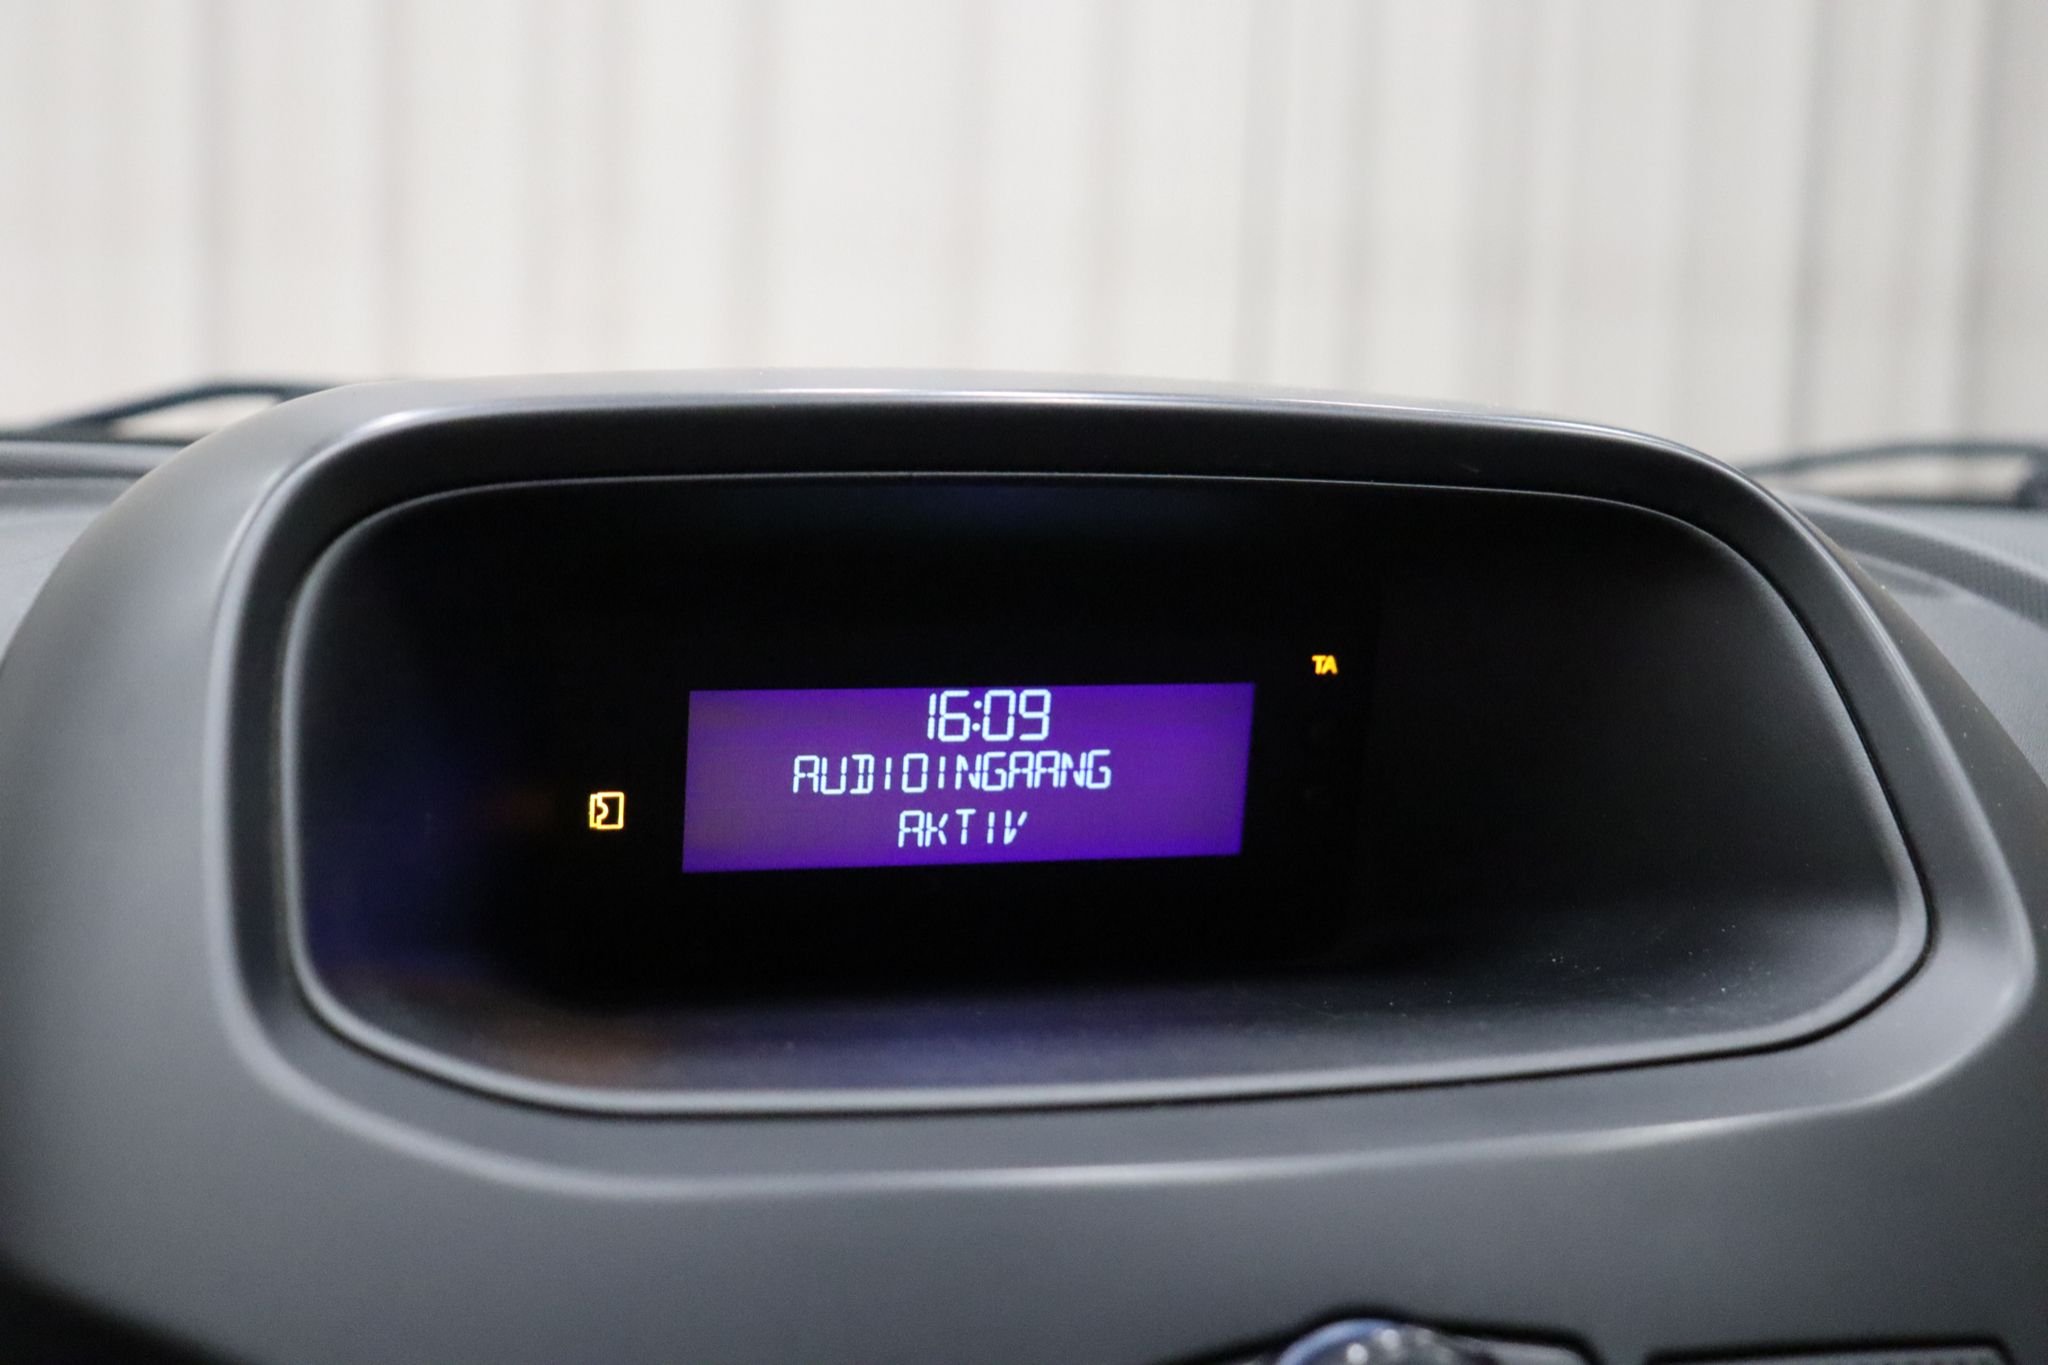 TA
16:09
AUDIOINGAANG
AKTIV